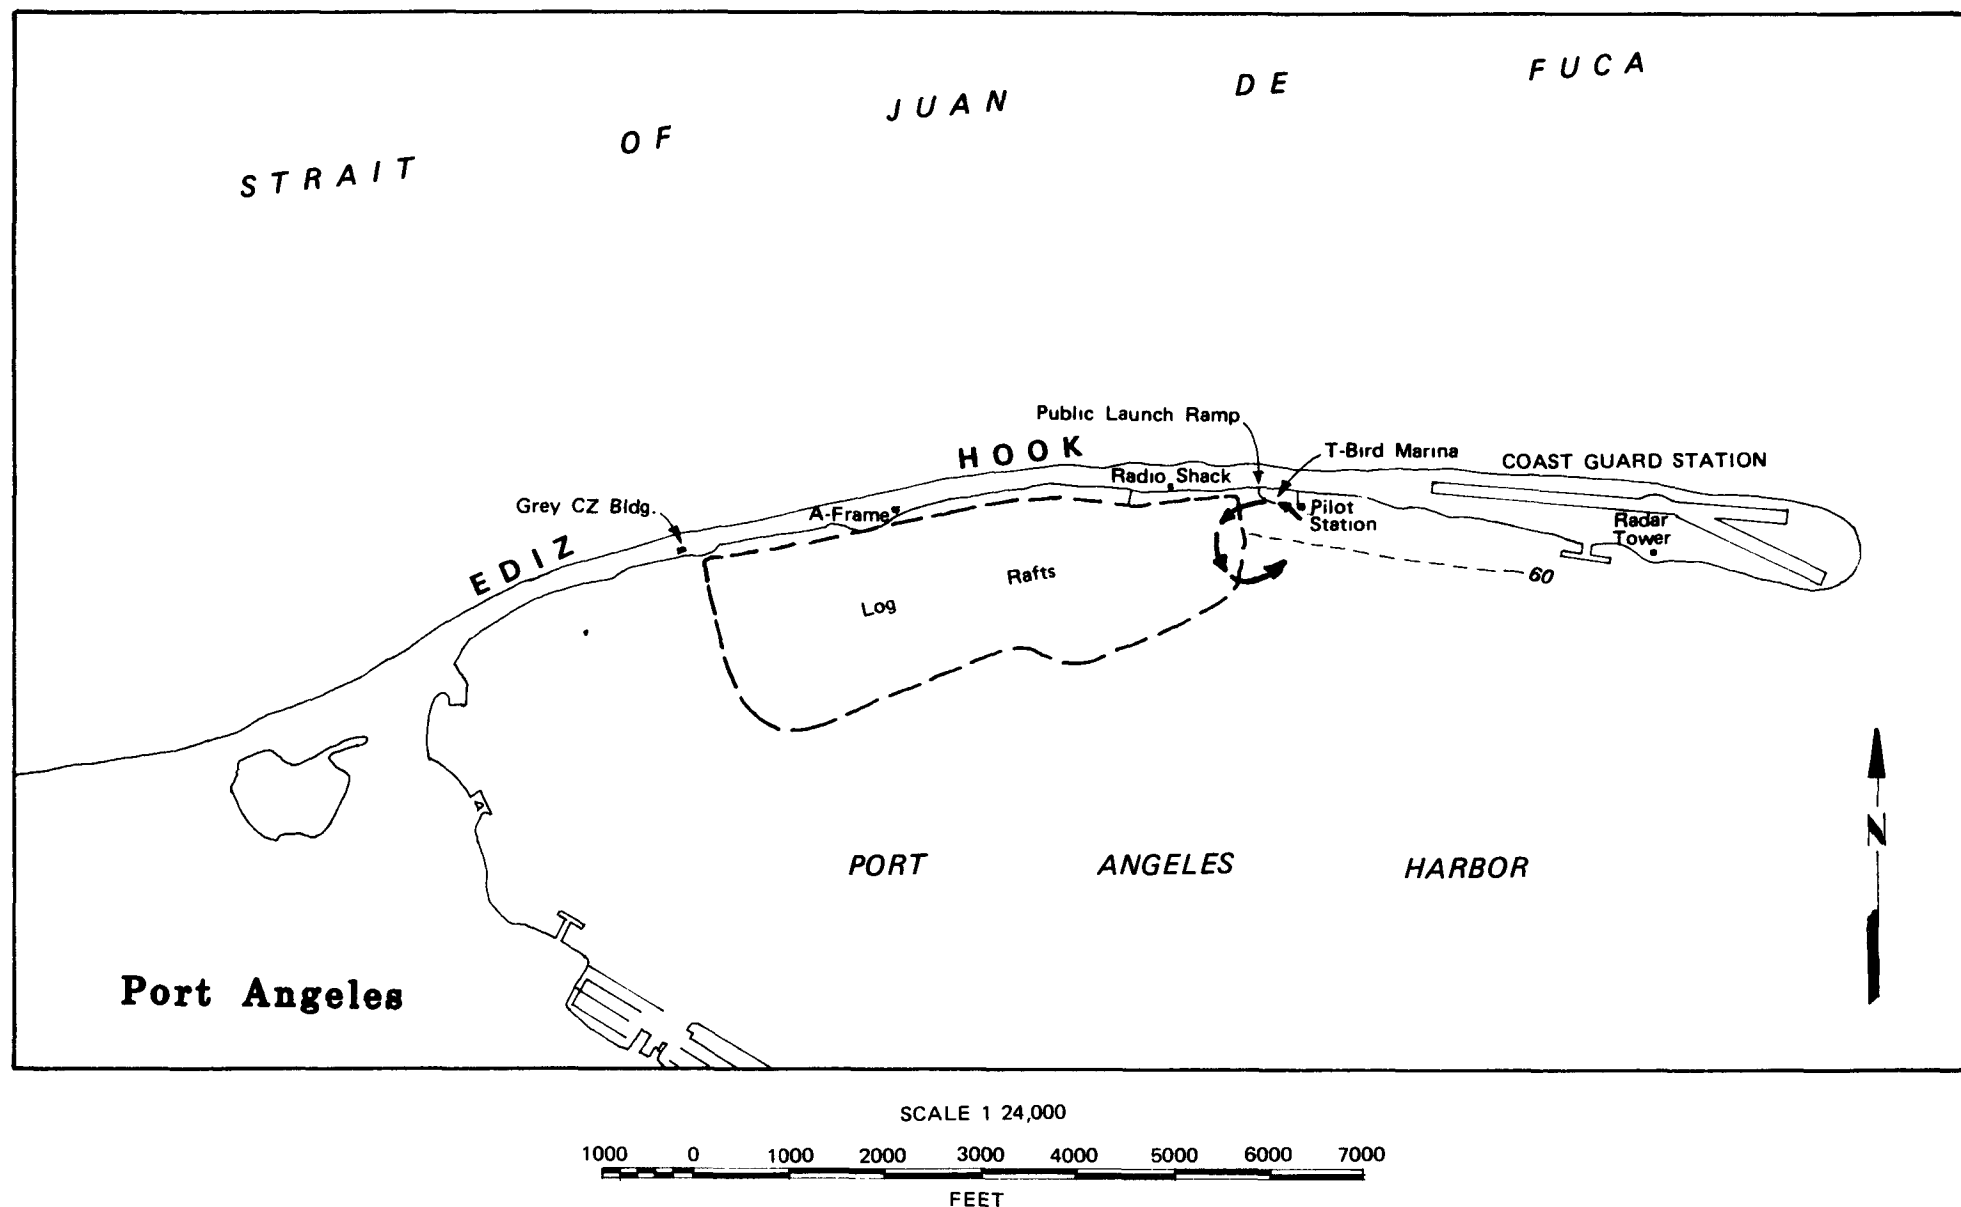 STRAIT OF JUAN DE FUCA
Public Launch Ramp
HOOK
T-Bird Marina
COAST GUARD STATION
Radio Shack
Grey CZ Bldg.
A-Frame
Pilot
Station
Radar
Tower
EDIZ
60
Rafts
Log
A
PORT ANGELES HARBOR
N
Port Angeles
SCALE 1 24,000
1000 0 1000 2000 3000 4000 5000 6000 7000
FEET